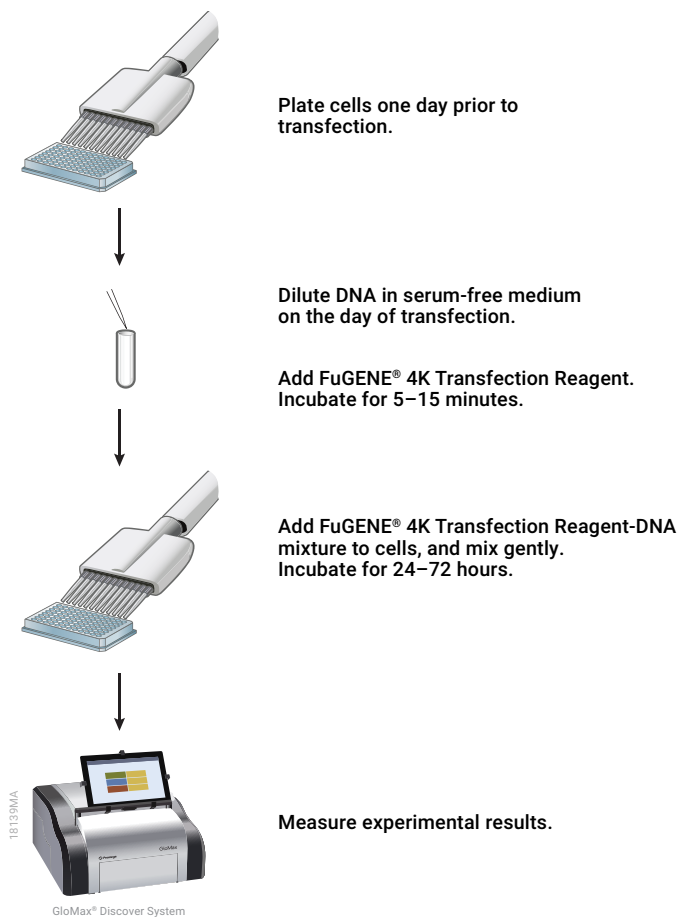 Plate cells one day prior to
transfection.
Dilute DNA in serum-free medium
on the day of transfection.
Add FuGENE® 4K Transfection Reagent.
Incubate for 5–15 minutes.
Add FuGENE® 4K Transfection Reagent-DNA
mixture to cells, and mix gently.
Incubate for 24–72 hours.
Measure experimental results.
18139MA
Promega
GloMax
GloMax® Discover System